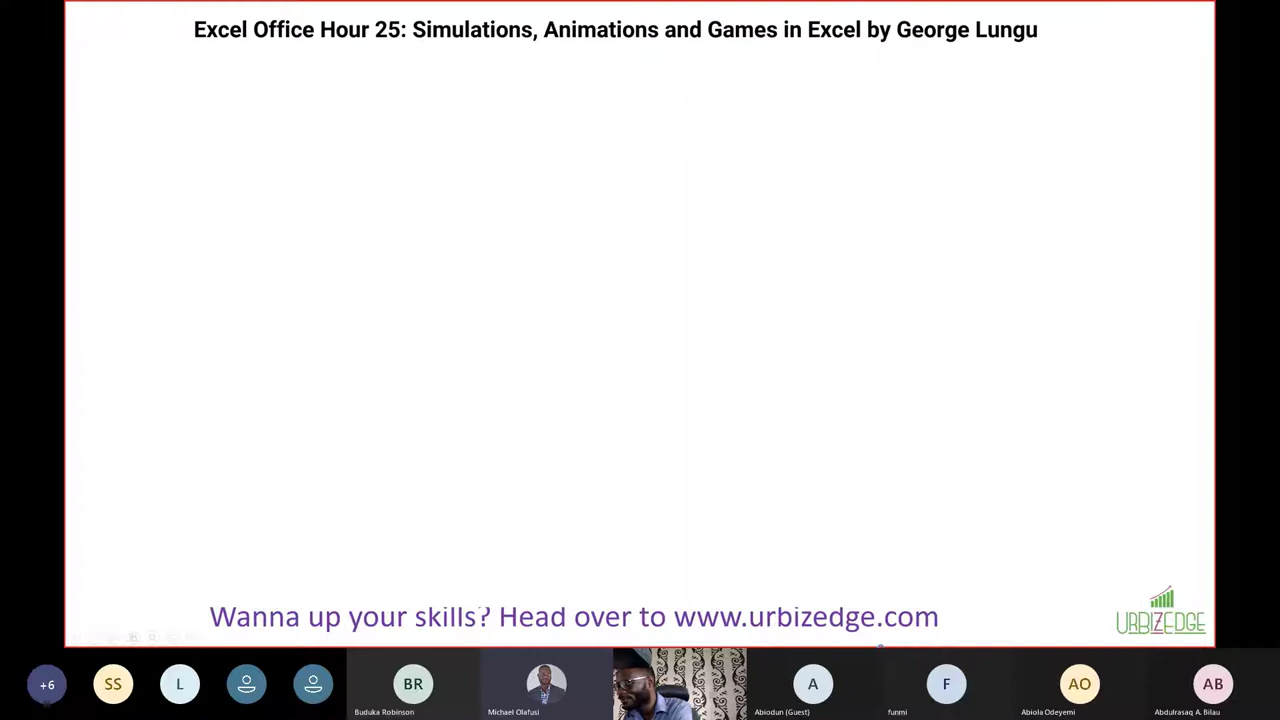 Excel Office Hour 25: Simulations, Animations and Games in Excel by George Lungu
Wanna up your skills? Head over to www.urbizedge.com
URBIZEDGE
+6
SS
L
BR
A
F
AO
AB
Buduka Robinson
Michael Olafusi
Abiodun (Guest)
funmi
Abiola Odeyemi
Abdulrasaq A. Bilau